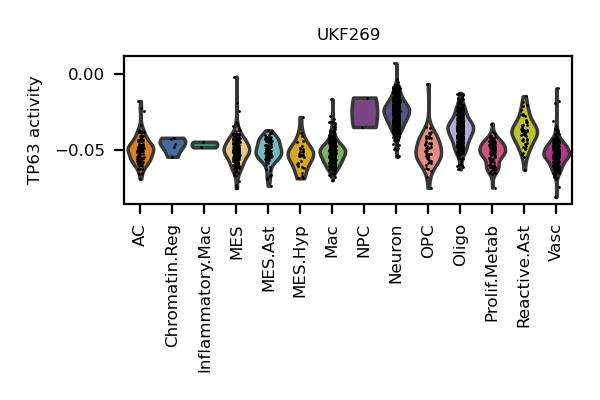 UKF269
TP63 activity
0.00
−0.05
AC
Chromatin.Reg
Inflammatory.Mac
MES
MES.Ast
MES.Hyp
Mac
NPC
Neuron
OPC
Oligo
Prolif.Metab
Reactive.Ast
Vasc